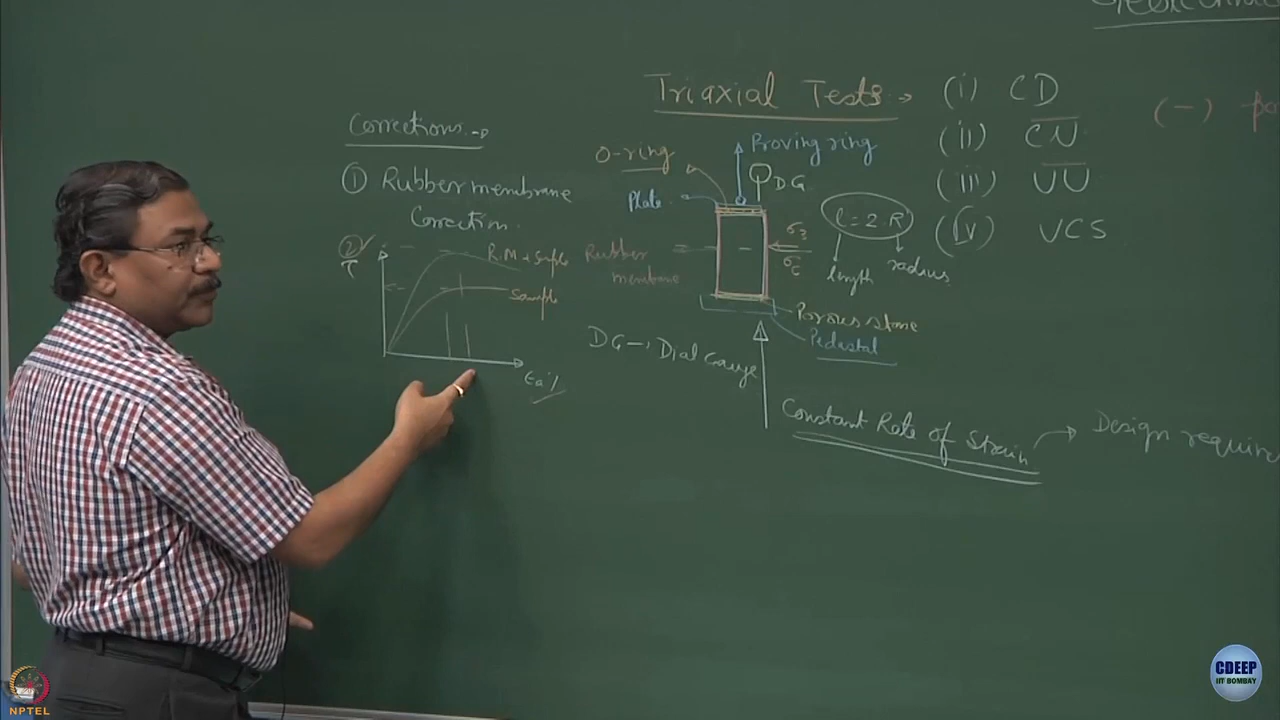 Triaxial Tests → (i) CD
(ii) CU
(iii) UU
(iv) UCS
(-)
Corrections →
① Rubber membrane
Correction.
② τ
R.M + Sample
Sample
εa %
O-ring
Plate
Proving ring
DG
Rubber
membrane
σ3
σc
l = 2 R
length
radius
Porous stone
Pedestal
DG → Dial Gauge
Constant Rate of Strain
Design
NPTEL
CDEEP
IIT BOMBAY